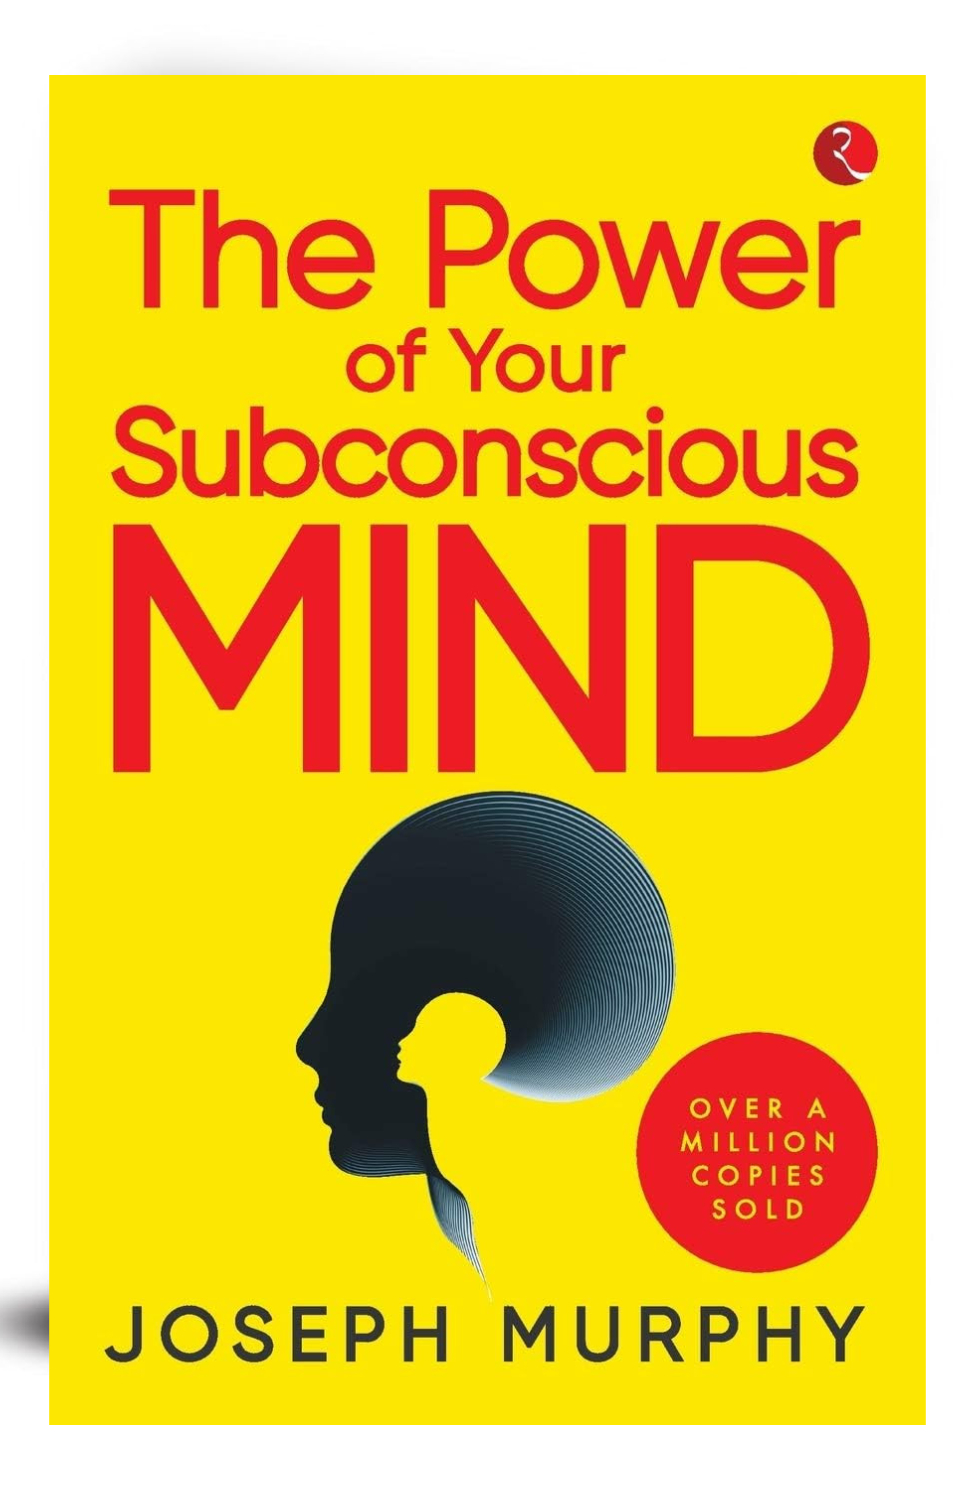 The Power
of Your
Subconscious
MIND
OVER A
MILLION
COPIES
SOLD
JOSEPH MURPHY